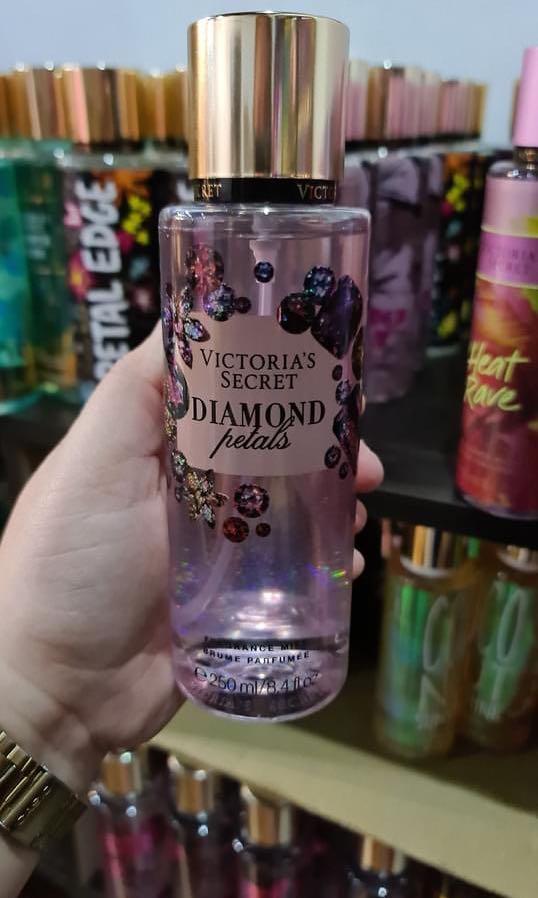 VICTORIA'S
SECRET
DIAMOND
petals
FRAGRANCE MIST
BRUME PARFUMÉE
℮ 250 ml/8.4 fl oz
PETAL EDGE
Heat
Rave